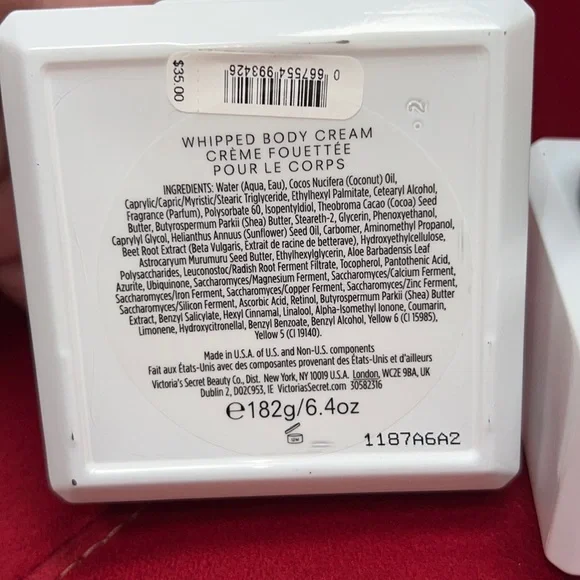 $35.00
0 667554 993426
.2
WHIPPED BODY CREAM
CRÈME FOUETTÉE
POUR LE CORPS
INGREDIENTS: Water (Aqua, Eau), Cocos Nucifera (Coconut) Oil,
Caprylic/Capric/Myristic/Stearic Triglyceride, Ethylhexyl Palmitate, Cetearyl Alcohol,
Fragrance (Parfum), Polysorbate 60, Isopentyldiol, Theobroma Cacao (Cocoa) Seed
Butter, Butyrospermum Parkii (Shea) Butter, Steareth-2, Glycerin, Phenoxyethanol,
Caprylyl Glycol, Helianthus Annuus (Sunflower) Seed Oil, Carbomer, Aminomethyl Propanol,
Beet Root Extract (Beta Vulgaris, Extrait de racine de betterave), Hydroxyethylcellulose,
Astrocaryum Murumuru Seed Butter, Ethylhexylglycerin, Aloe Barbadensis Leaf
Polysaccharides, Leuconostoc/Radish Root Ferment Filtrate, Tocopherol, Pantothenic Acid,
Azurite, Ubiquinone, Saccharomyces/Magnesium Ferment, Saccharomyces/Calcium Ferment,
Saccharomyces/Iron Ferment, Saccharomyces/Copper Ferment, Saccharomyces/Zinc Ferment,
Saccharomyces/Silicon Ferment, Ascorbic Acid, Retinol, Butyrospermum Parkii (Shea) Butter
Extract, Benzyl Salicylate, Hexyl Cinnamal, Linalool, Alpha-Isomethyl Ionone, Coumarin,
Limonene, Hydroxycitronellal, Benzyl Benzoate, Benzyl Alcohol, Yellow 6 (CI 15985),
Yellow 5 (CI 19140).
Made in U.S.A. of U.S. and Non-U.S. components
Fait aux États-Unis avec des composantes provenant des États-Unis et d'ailleurs
Victoria's Secret Beauty Co., Dist. New York, NY 10019 U.S.A. London, WC2E 9BA, UK
Dublin 2, D02C953, IE VictoriasSecret.com 30582316
℮182g/6.4oz
1187A6A2